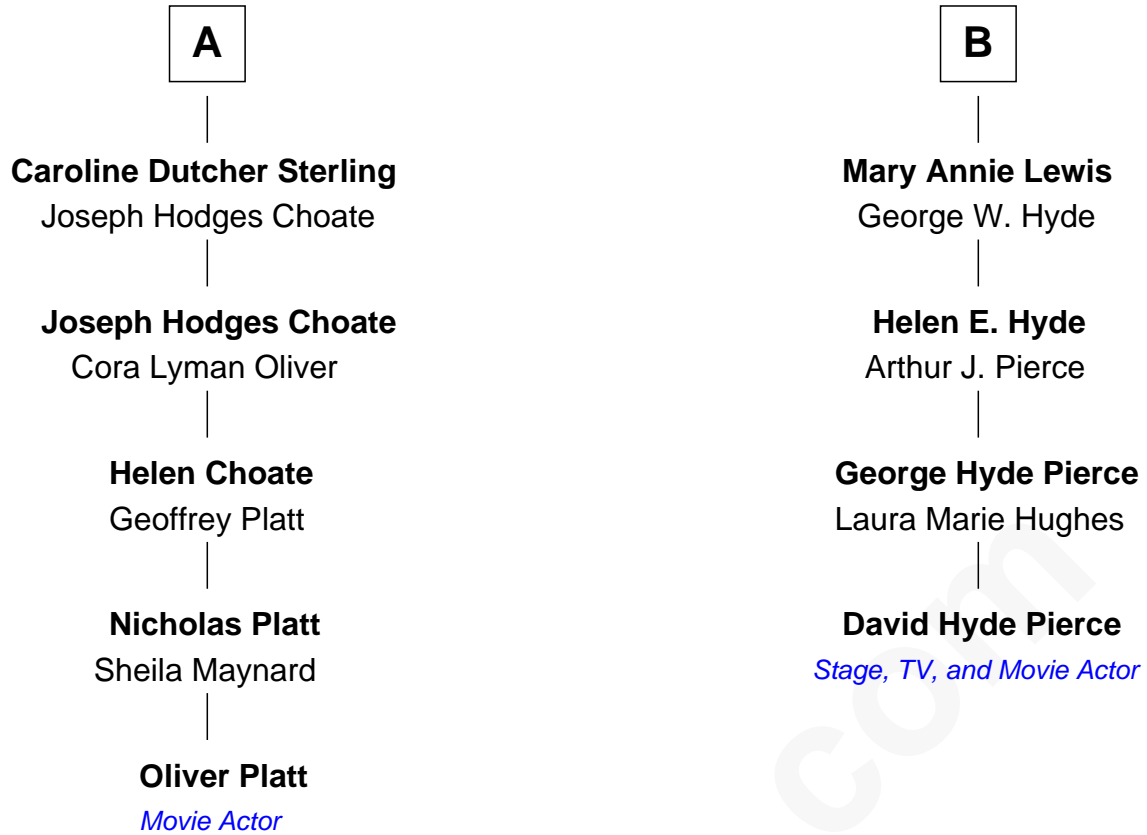 A
Caroline Dutcher Sterling
Joseph Hodges Choate
Joseph Hodges Choate
Cora Lyman Oliver
Helen Choate
Geoffrey Platt
Nicholas Platt
Sheila Maynard
Oliver Platt
Movie Actor
B
Mary Annie Lewis
George W. Hyde
Helen E. Hyde
Arthur J. Pierce
George Hyde Pierce
Laura Marie Hughes
David Hyde Pierce
Stage, TV, and Movie Actor
com